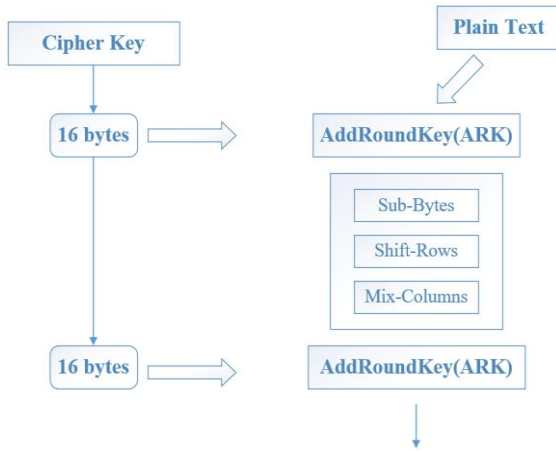 Cipher Key
Plain Text
16 bytes
AddRoundKey(ARK)
Sub-Bytes
Shift-Rows
Mix-Columns
16 bytes
AddRoundKey(ARK)